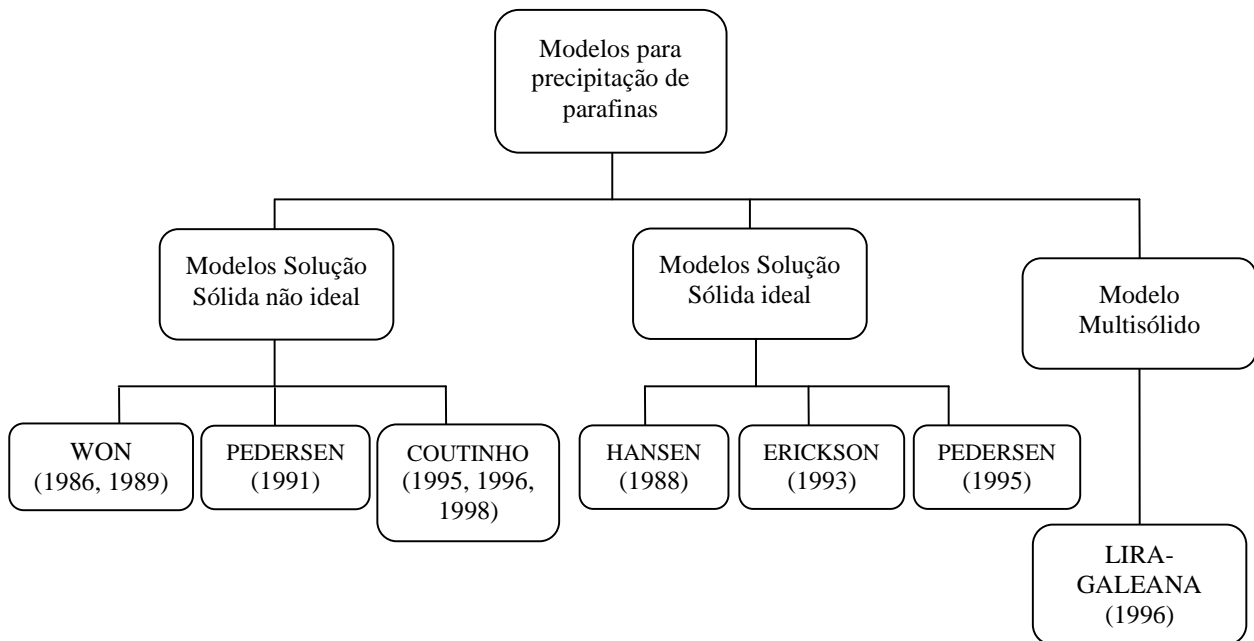 Modelos para
precipitação de
parafinas
Modelos Solução
Sólida não ideal
Modelos Solução
Sólida ideal
Modelo
Multisólido
WON
(1986, 1989)
PEDERSEN
(1991)
COUTINHO
(1995, 1996,
1998)
HANSEN
(1988)
ERICKSON
(1993)
PEDERSEN
(1995)
LIRA-
GALEANA
(1996)